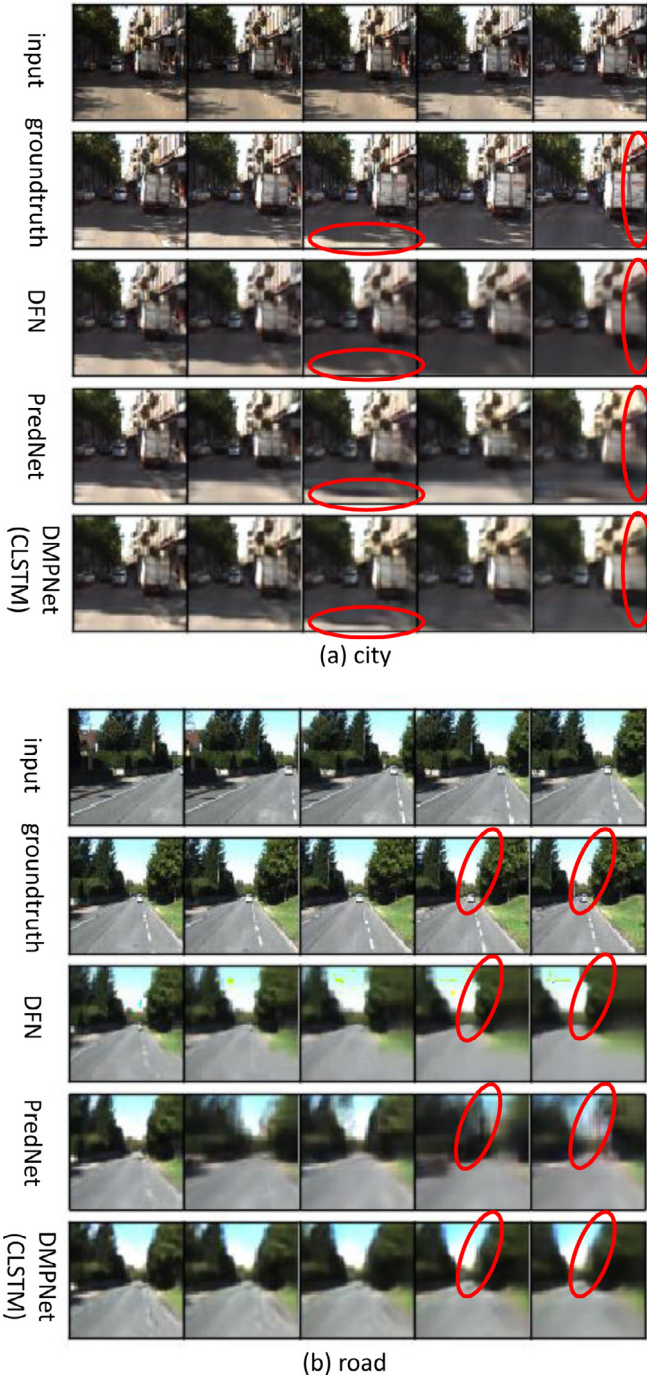 input
groundtruth
DFN
PredNet
DMPNet
(CLSTM)
(a) city
input
groundtruth
DFN
PredNet
DMPNet
(CLSTM)
(b) road